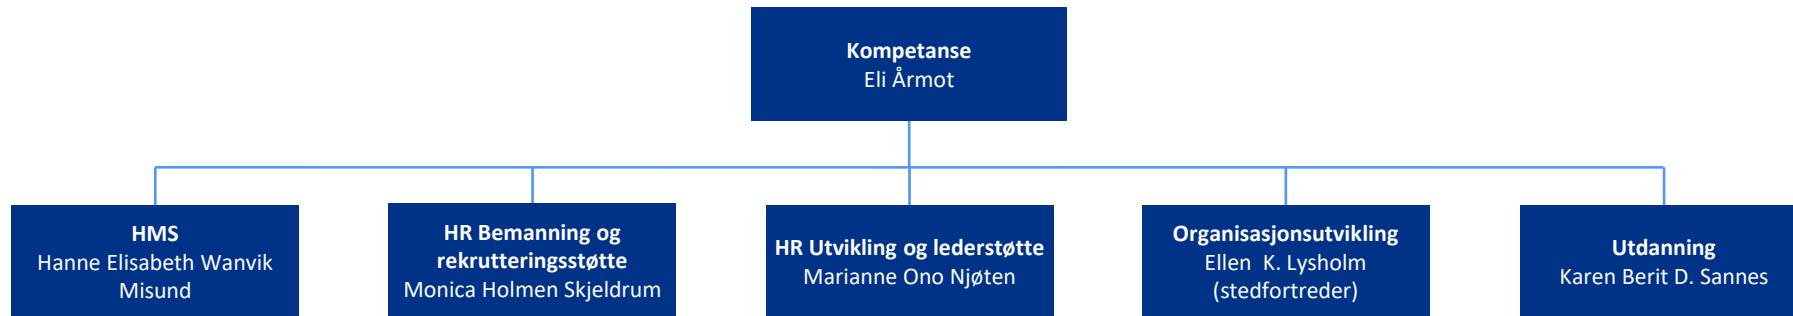 Kompetanse
Eli Årmot
HMS
Hanne Elisabeth Wanvik
Misund
HR Bemanning og
rekrutteringsstøtte
Monica Holmen Skjeldrum
HR Utvikling og lederstøtte
Marianne Ono Njøten
Organisasjonsutvikling
Ellen  K. Lysholm
(stedfortreder)
Utdanning
Karen Berit D. Sannes